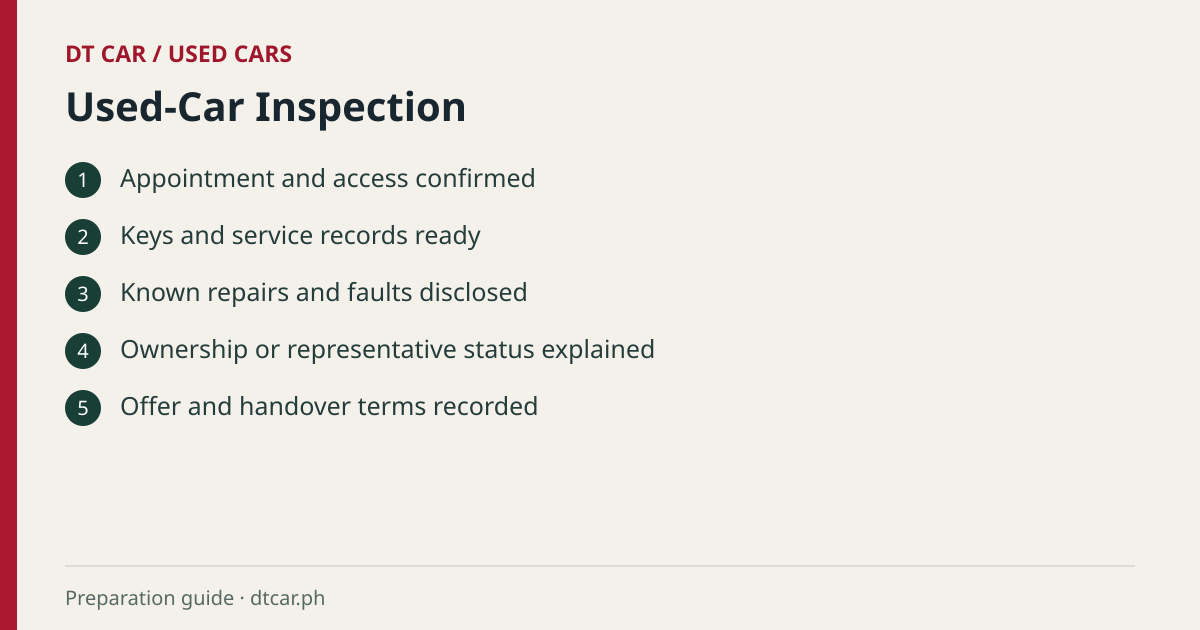 DT CAR / USED CARS
Used-Car Inspection
1 Appointment and access confirmed
2 Keys and service records ready
3 Known repairs and faults disclosed
4 Ownership or representative status explained
5 Offer and handover terms recorded
Preparation guide · dtcar.ph